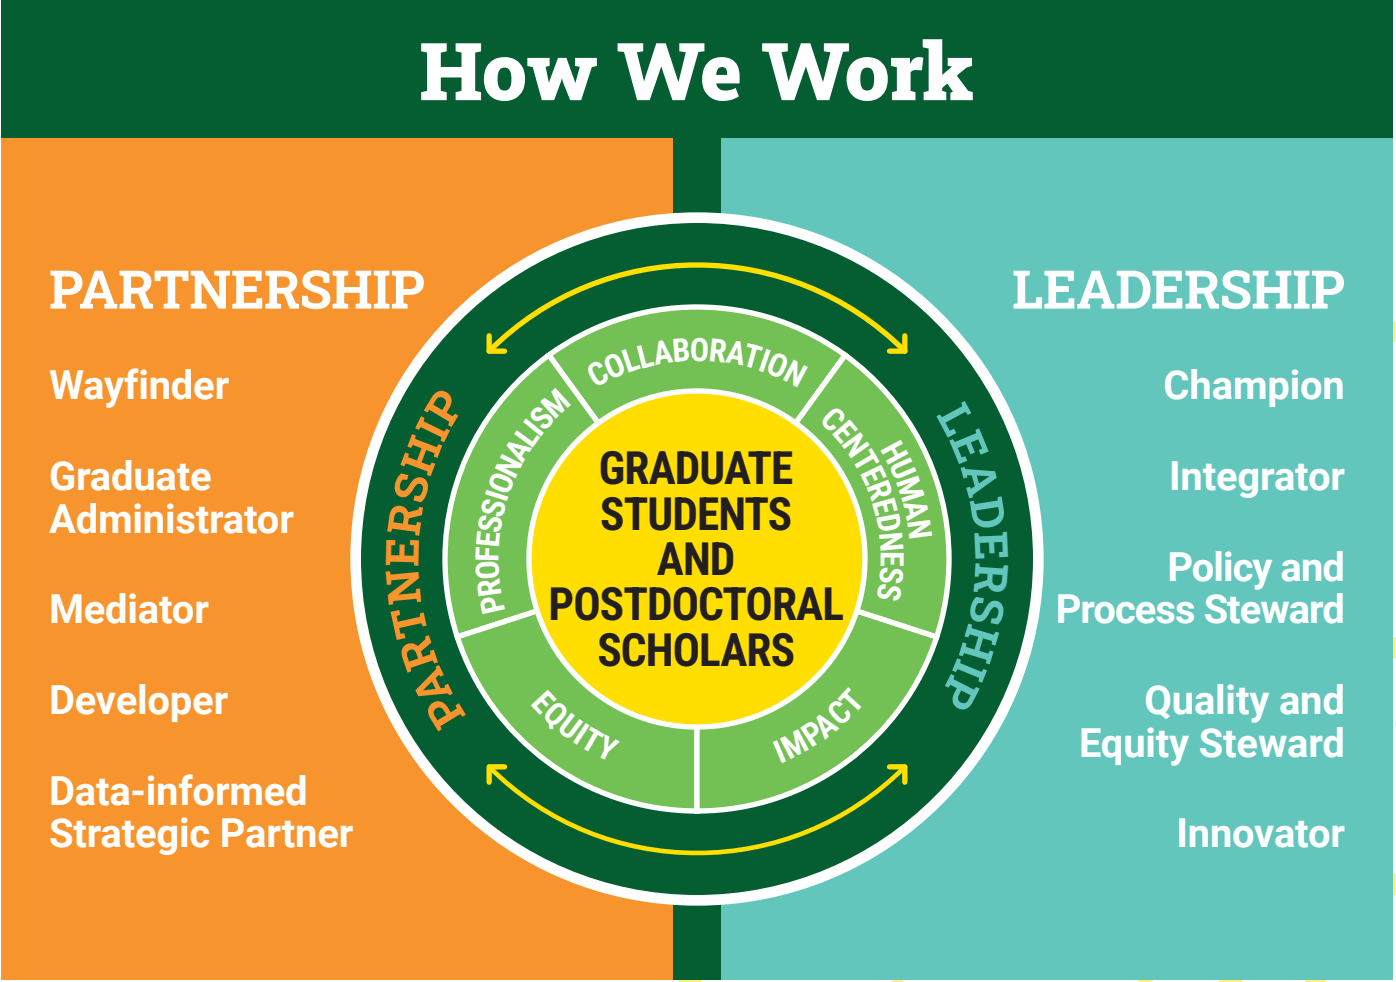 How We Work
PARTNERSHIP
Wayfinder
Graduate
Administrator
Mediator
Developer
Data-informed
Strategic Partner
PARTNERSHIP
COLLABORATION
PROFESSIONALISM
HUMAN
CENTEREDNESS
EQUITY
IMPACT
GRADUATE
STUDENTS
AND
POSTDOCTORAL
SCHOLARS
LEADERSHIP
LEADERSHIP
Champion
Integrator
Policy and
Process Steward
Quality and
Equity Steward
Innovator